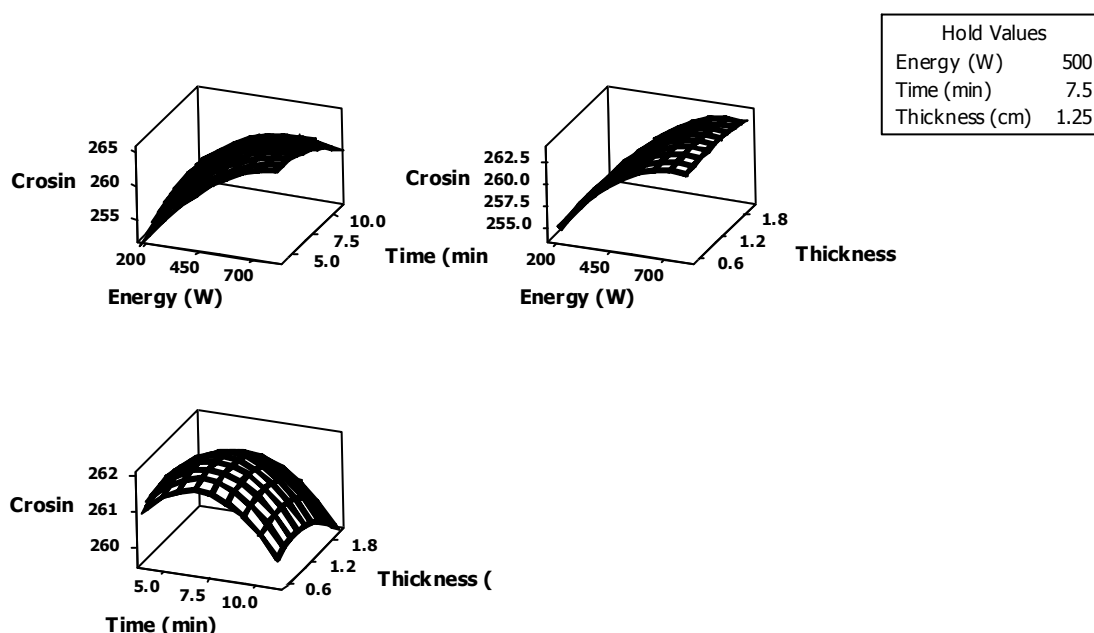 Hold Values
Energy (W) 500
Time (min) 7.5
Thickness (cm) 1.25
265
260
255
Crosin
200
450
700
Energy (W)
5.0
7.5
10.0
Time (min
262.5
260.0
257.5
255.0
Crosin
200
450
700
Energy (W)
0.6
1.2
1.8
Thickness
262
261
260
Crosin
5.0
7.5
10.0
Time (min)
0.6
1.2
1.8
Thickness (